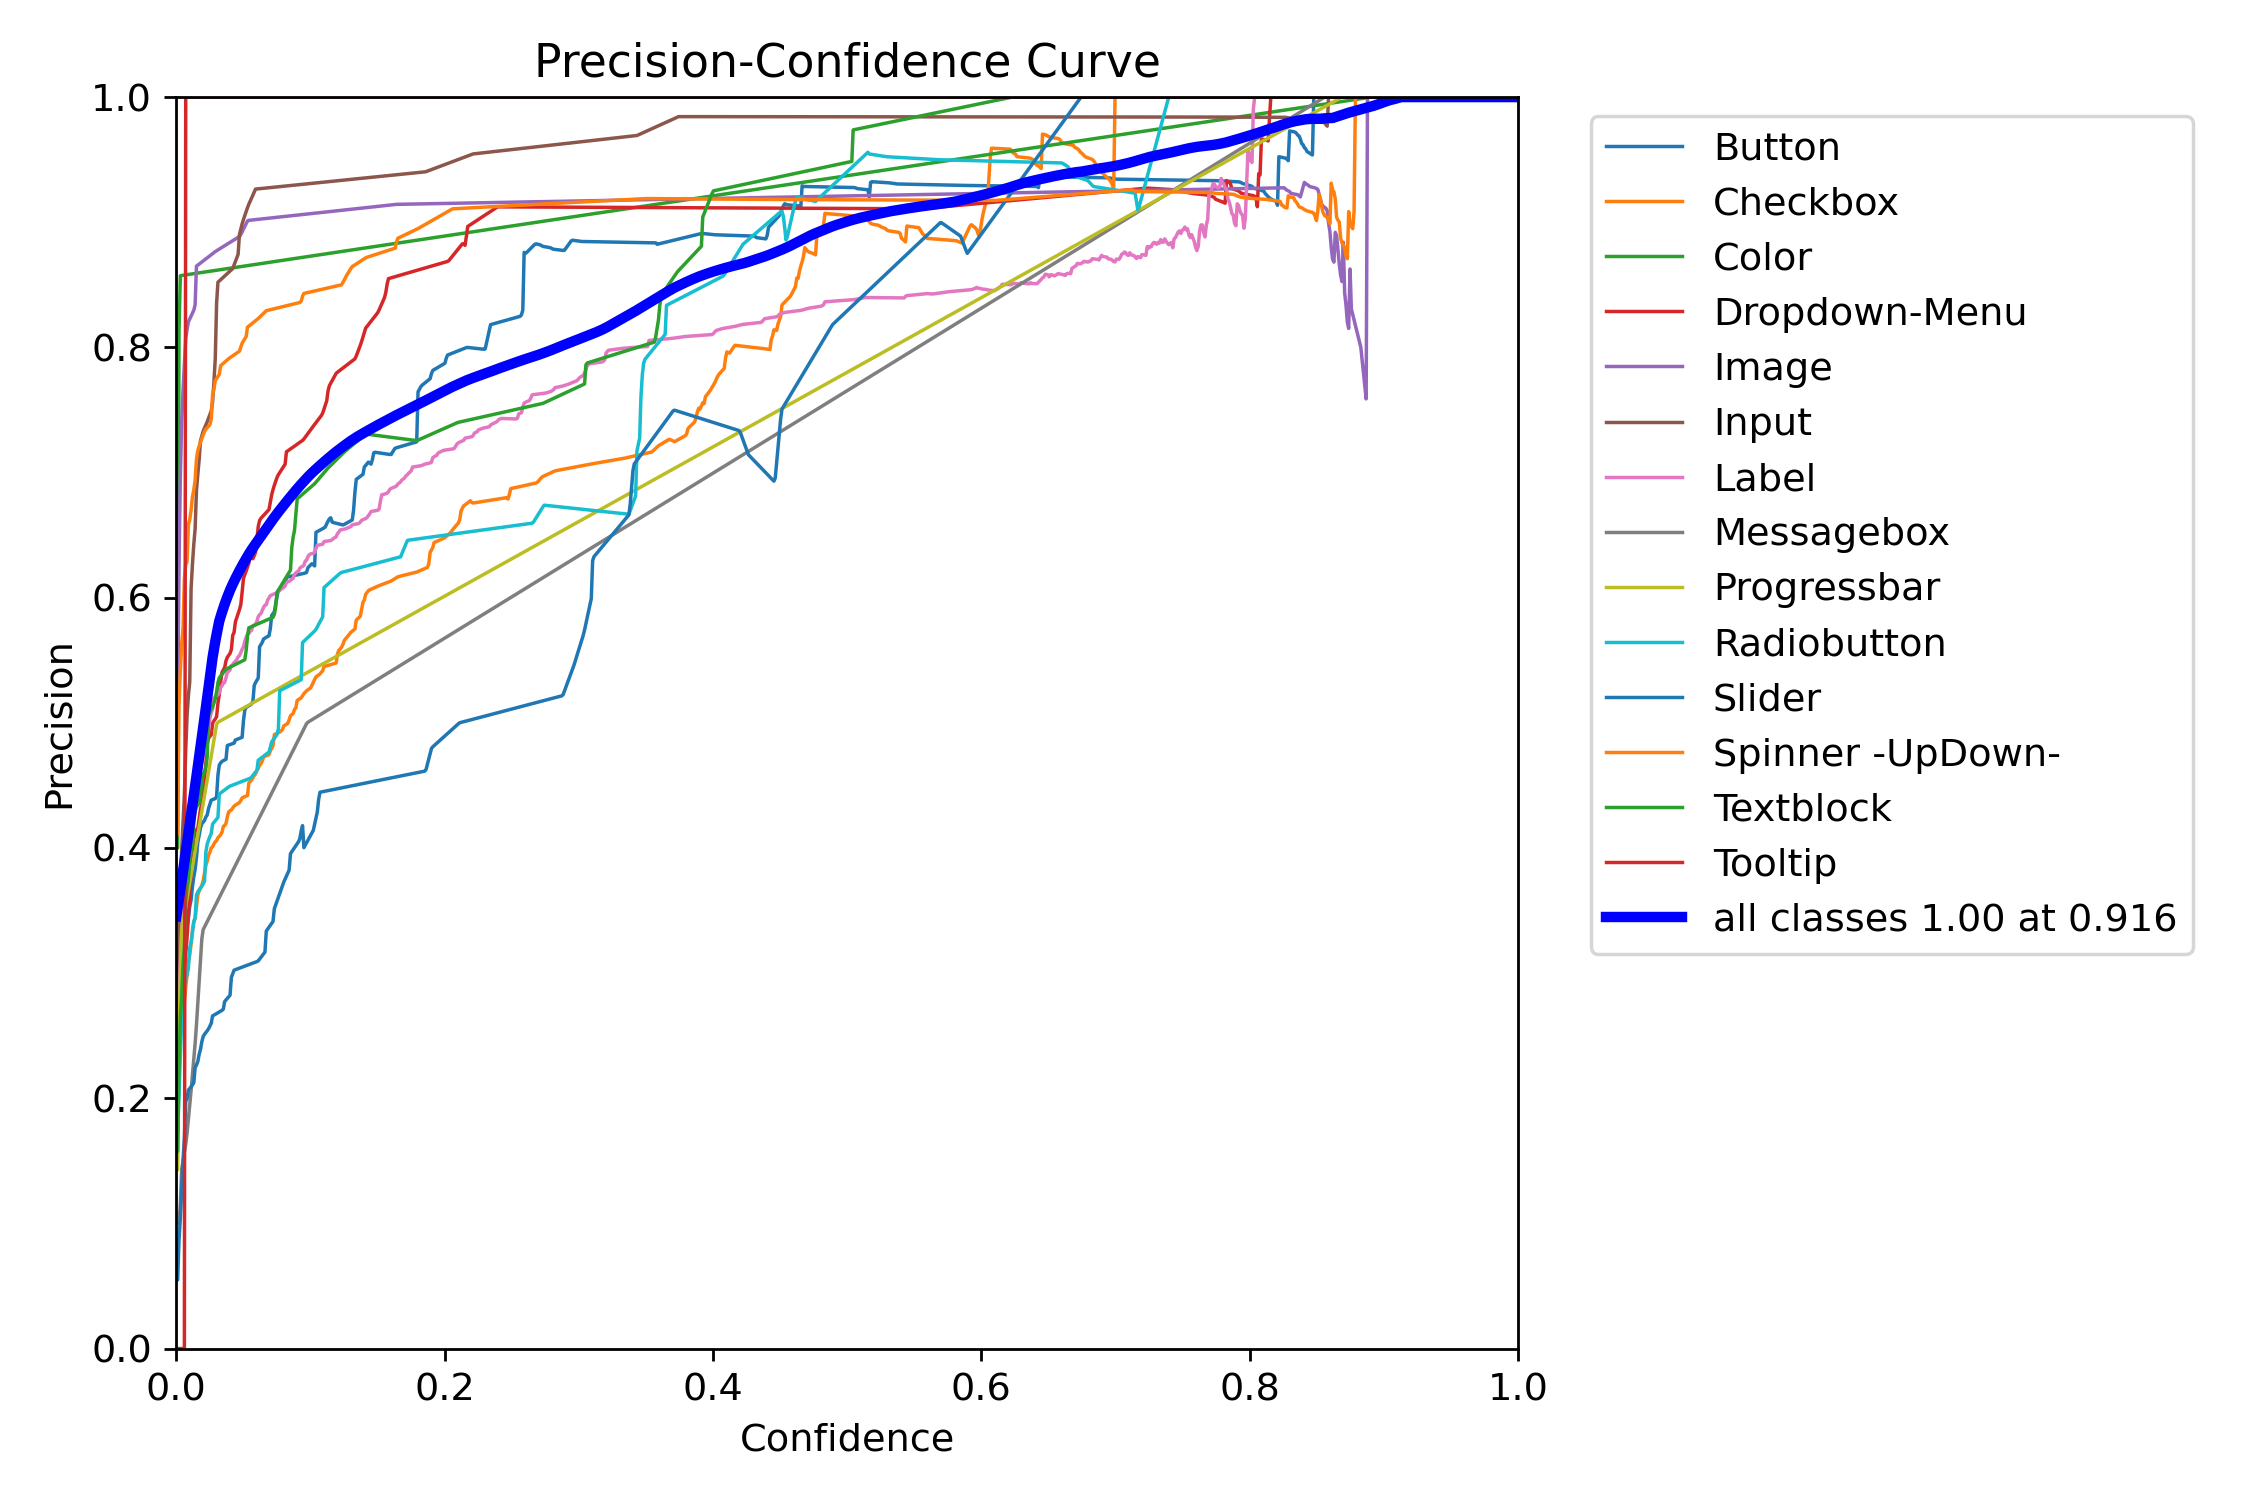 Precision-Confidence Curve
1.0
0.8
0.6
0.4
0.2
0.0
Precision
0.0 0.2 0.4 0.6 0.8 1.0
Confidence
Button
Checkbox
Color
Dropdown-Menu
Image
Input
Label
Messagebox
Progressbar
Radiobutton
Slider
Spinner -UpDown-
Textblock
Tooltip
all classes 1.00 at 0.916